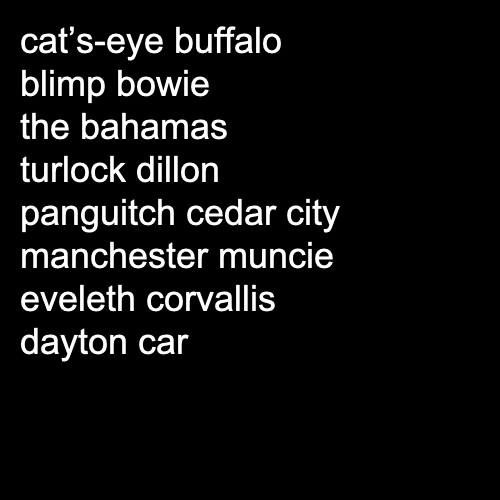 cat’s-eye buffalo
blimp bowie
the bahamas
turlock dillon
panguitch cedar city
manchester muncie
eveleth corvallis
dayton car